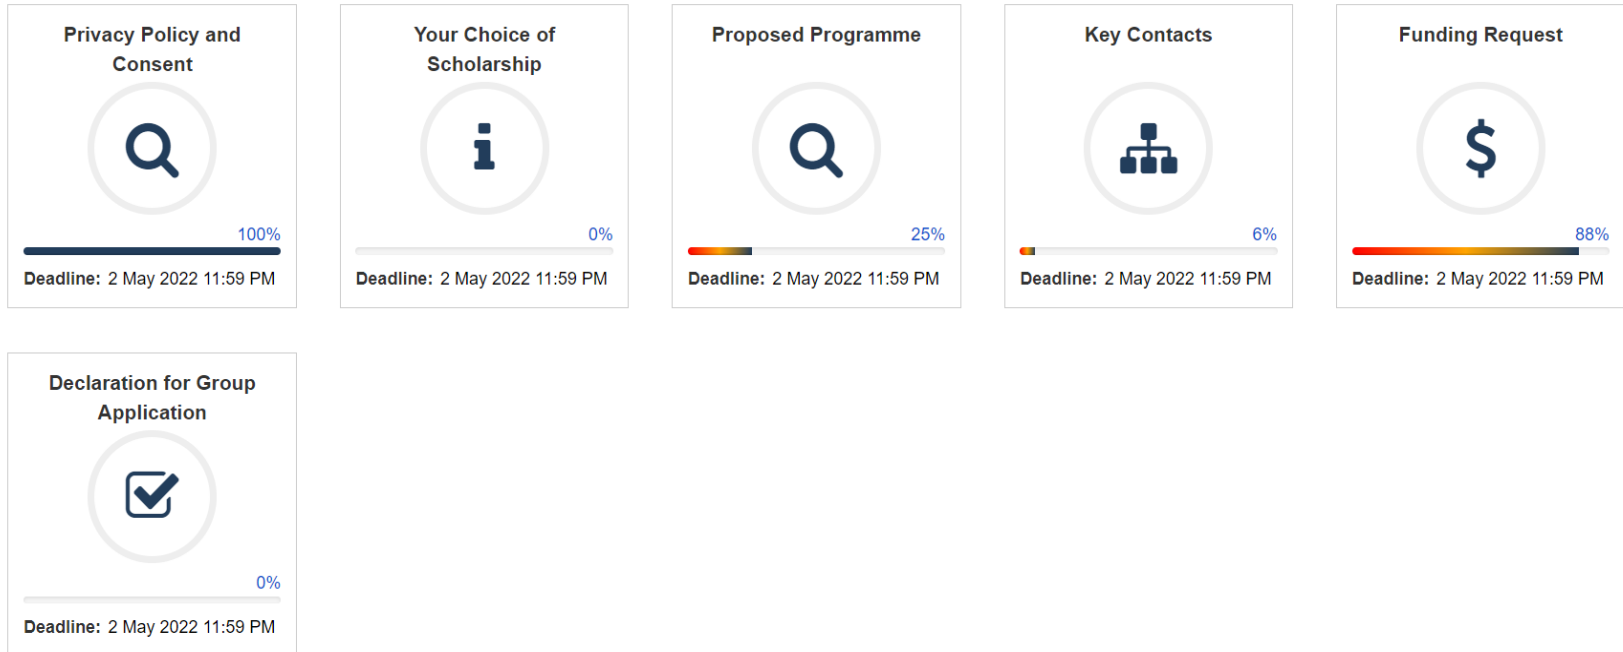 Privacy Policy and
Consent
100%
Deadline: 2 May 2022 11:59 PM
Your Choice of
Scholarship
0%
Deadline: 2 May 2022 11:59 PM
Proposed Programme
25%
Deadline: 2 May 2022 11:59 PM
Key Contacts
6%
Deadline: 2 May 2022 11:59 PM
Funding Request
88%
Deadline: 2 May 2022 11:59 PM
Declaration for Group
Application
0%
Deadline: 2 May 2022 11:59 PM